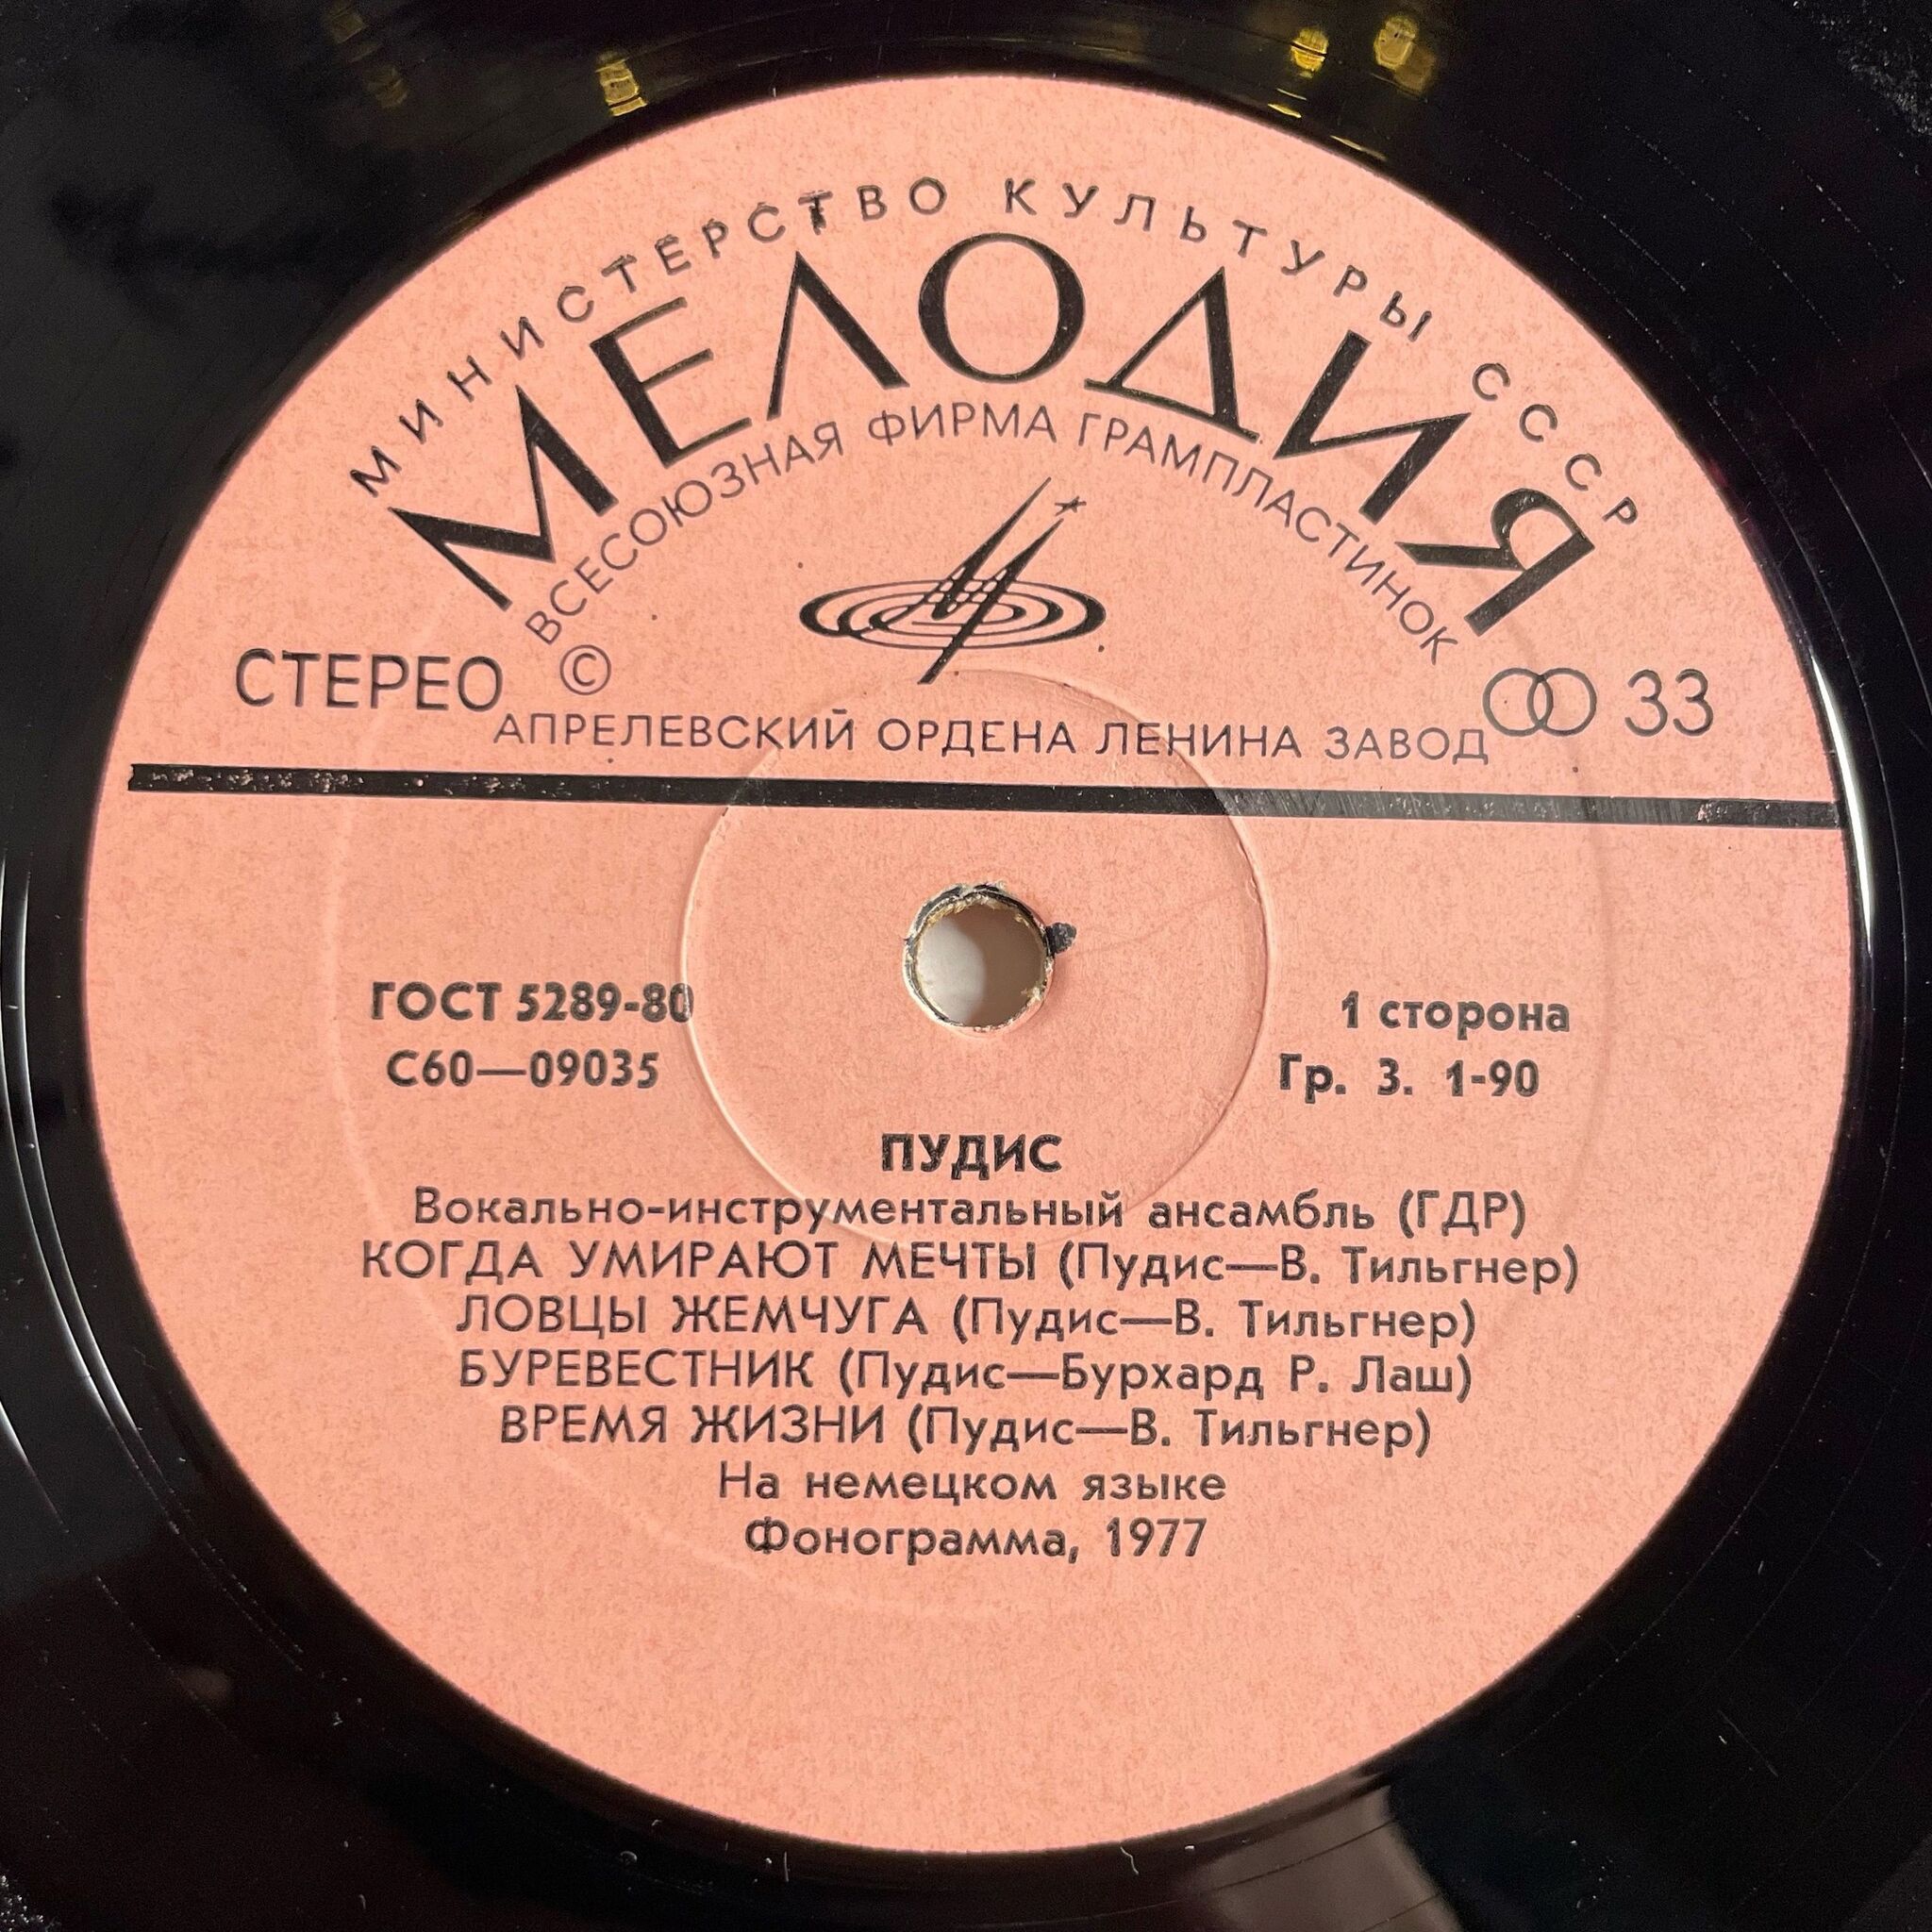 МИНИСТЕРСТВО КУЛЬТУРЫ СССР
МЕЛОДИЯ
ВСЕСОЮЗНАЯ ФИРМА ГРАМПЛАСТИНОК
СТЕРЕО © 33
АПРЕЛЕВСКИЙ ОРДЕНА ЛЕНИНА ЗАВОД
ГОСТ 5289-80 1 сторона
С60—09035 Гр. 3. 1-90
ПУДИС
Вокально-инструментальный ансамбль (ГДР)
КОГДА УМИРАЮТ МЕЧТЫ (Пудис—В. Тильгнер)
ЛОВЦЫ ЖЕМЧУГА (Пудис—В. Тильгнер)
БУРЕВЕСТНИК (Пудис—Бурхард Р. Лаш)
ВРЕМЯ ЖИЗНИ (Пудис—В. Тильгнер)
На немецком языке
Фонограмма, 1977